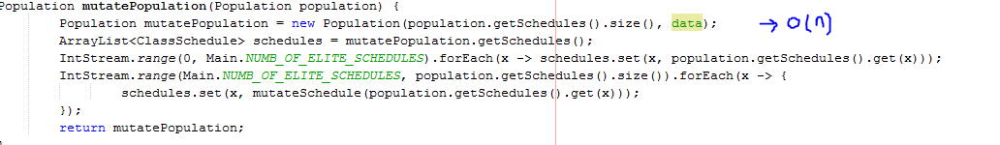 Population mutatePopulation(Population population) {
Population mutatePopulation = new Population(population.getSchedules().size(), data); → O(n)
ArrayList<ClassSchedule> schedules = mutatePopulation.getSchedules();
IntStream.range(0, Main.NUMB_OF_ELITE_SCHEDULES).forEach(x -> schedules.set(x, population.getSchedules().get(x)));
IntStream.range(Main.NUMB_OF_ELITE_SCHEDULES, population.getSchedules().size()).forEach(x -> {
schedules.set(x, mutateSchedule(population.getSchedules().get(x)));
});
return mutatePopulation;